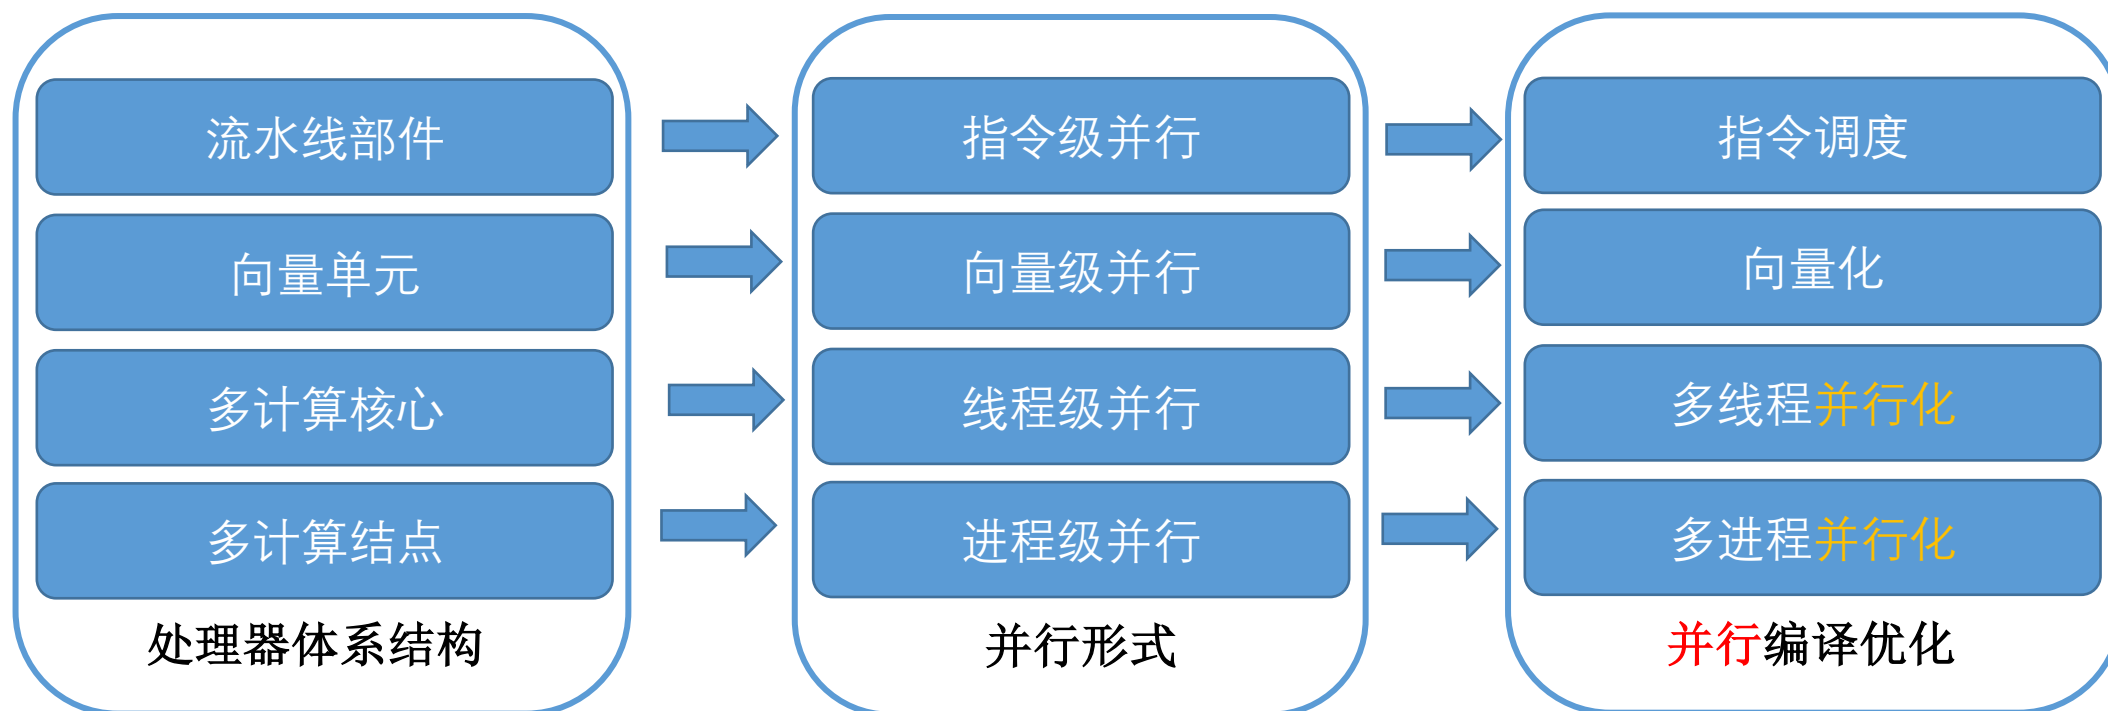 流水线部件
向量单元
多计算核心
多计算结点
处理器体系结构
指令级并行
向量级并行
线程级并行
进程级并行
并行形式
指令调度
向量化
多线程并行化
多进程并行化
并行编译优化